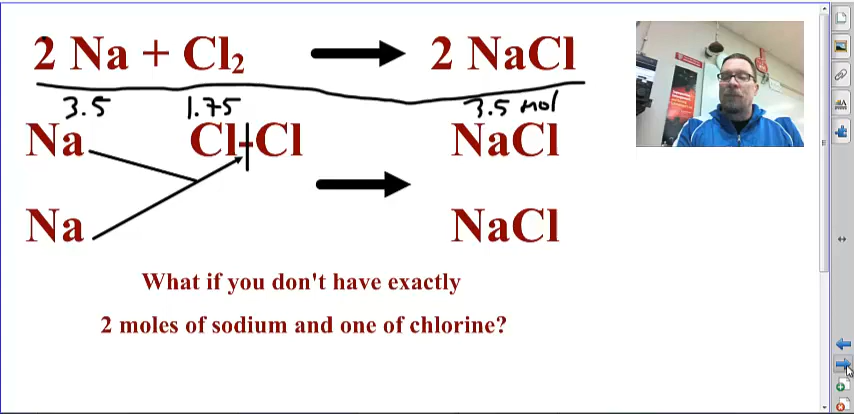 2 Na + Cl₂ → 2 NaCl
3.5 1.75 3.5 mol
Na Cl-Cl NaCl
→
Na NaCl
What if you don't have exactly
2 moles of sodium and one of chlorine?